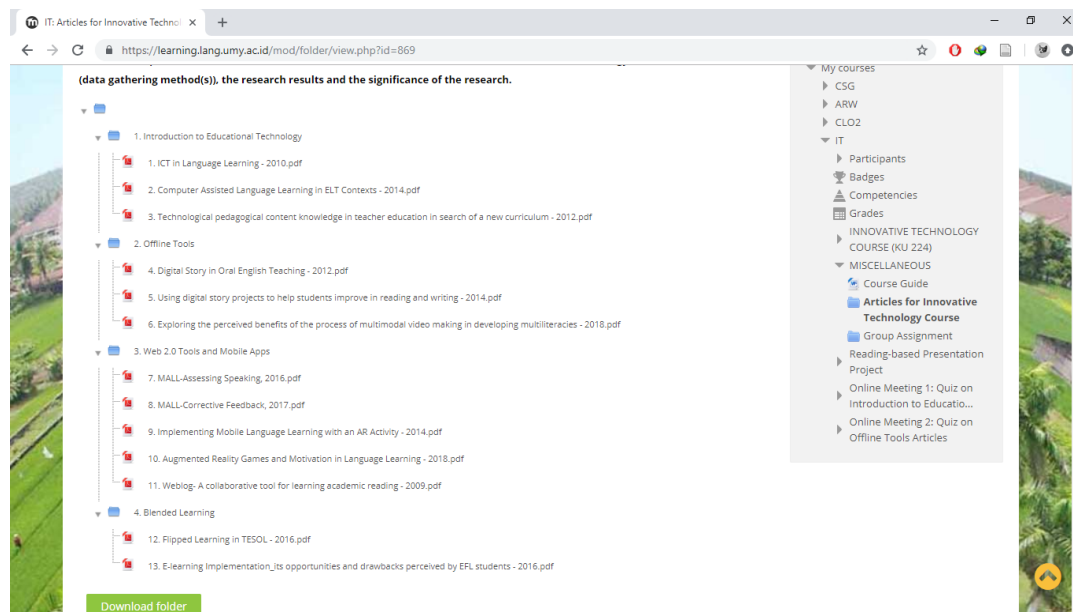 IT: Articles for Innovative Technol
https://learning.lang.umy.ac.id/mod/folder/view.php?id=869
(data gathering method(s)), the research results and the significance of the research.
1. Introduction to Educational Technology
1. ICT in Language Learning - 2010.pdf
2. Computer Assisted Language Learning in ELT Contexts - 2014.pdf
3. Technological pedagogical content knowledge in teacher education in search of a new curriculum - 2012.pdf
2. Offline Tools
4. Digital Story in Oral English Teaching - 2012.pdf
5. Using digital story projects to help students improve in reading and writing - 2014.pdf
6. Exploring the perceived benefits of the process of multimodal video making in developing multiliteracies - 2018.pdf
3. Web 2.0 Tools and Mobile Apps
7. MALL-Assessing Speaking, 2016.pdf
8. MALL-Corrective Feedback, 2017.pdf
9. Implementing Mobile Language Learning with an AR Activity - 2014.pdf
10. Augmented Reality Games and Motivation in Language Learning - 2018.pdf
11. Weblog- A collaborative tool for learning academic reading - 2009.pdf
4. Blended Learning
12. Flipped Learning in TESOL - 2016.pdf
13. E-learning Implementation_its opportunities and drawbacks perceived by EFL students - 2016.pdf
Download folder
My courses
CSG
ARW
CLO2
IT
Participants
Badges
Competencies
Grades
INNOVATIVE TECHNOLOGY
COURSE (KU 224)
MISCELLANEOUS
Course Guide
Articles for Innovative
Technology Course
Group Assignment
Reading-based Presentation
Project
Online Meeting 1: Quiz on
Introduction to Educatio...
Online Meeting 2: Quiz on
Offline Tools Articles